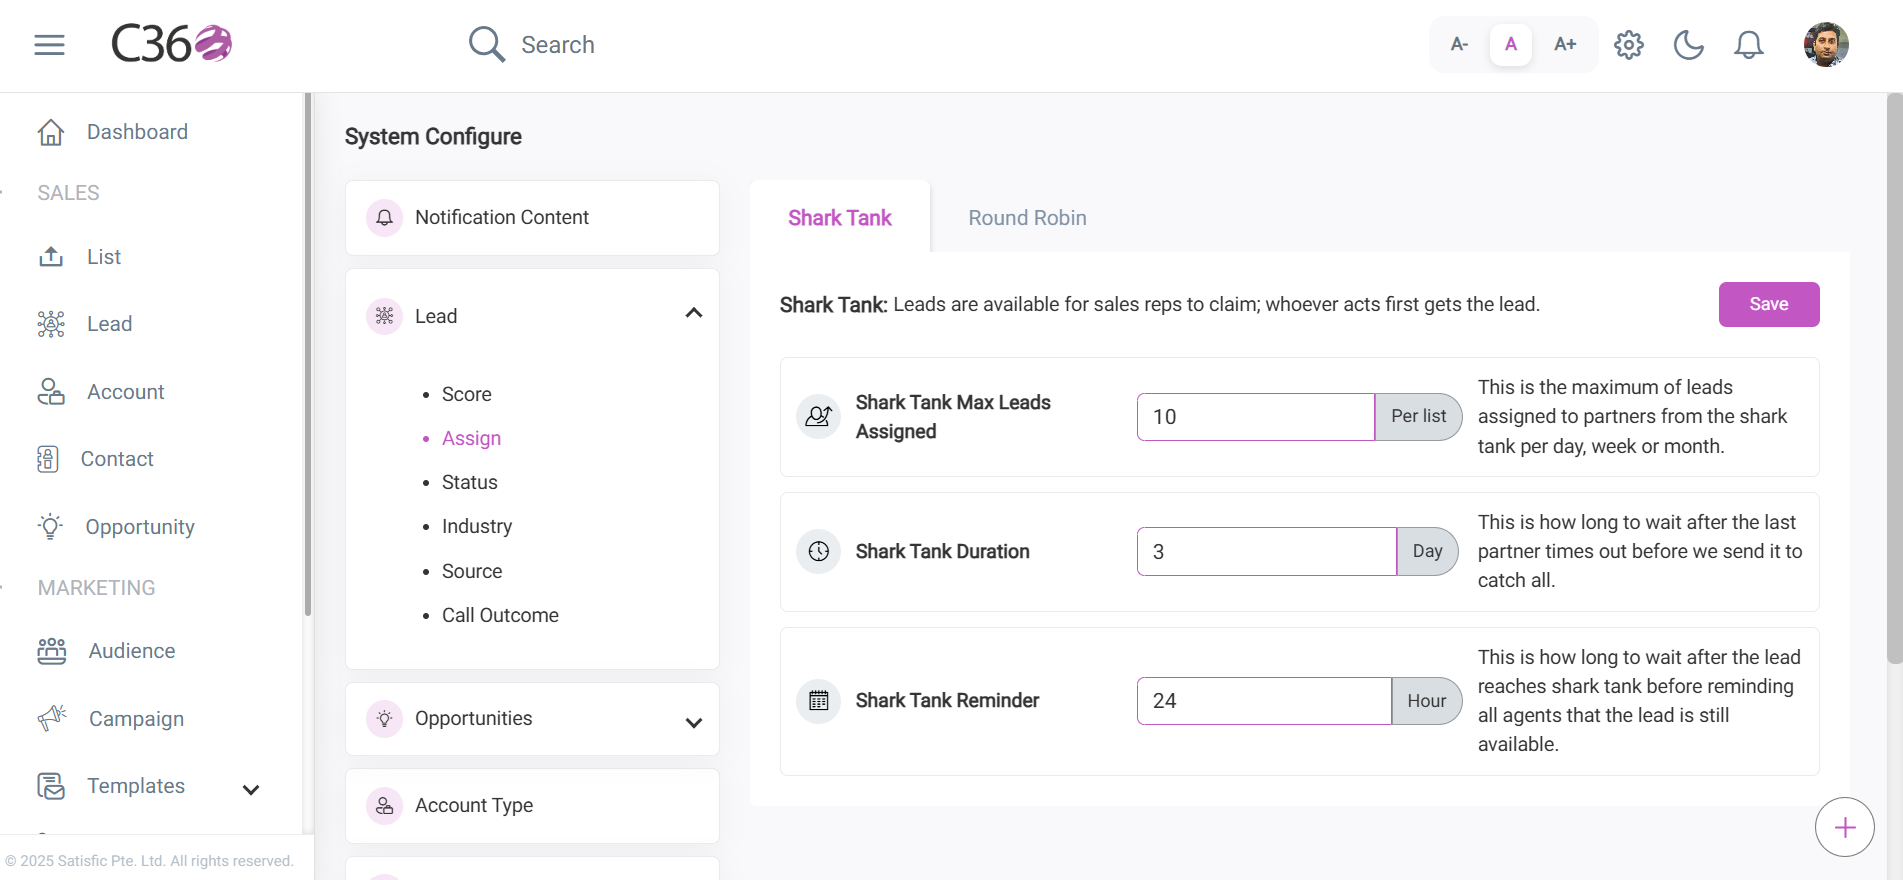 C360
Search
A-
A
A+
Dashboard
SALES
List
Lead
Account
Contact
Opportunity
MARKETING
Audience
Campaign
Templates
© 2025 Satisfic Pte. Ltd. All rights reserved.
System Configure
Notification Content
Lead
Score
Assign
Status
Industry
Source
Call Outcome
Opportunities
Account Type
Shark Tank
Round Robin
Shark Tank: Leads are available for sales reps to claim; whoever acts first gets the lead.
Save
Shark Tank Max Leads
Assigned
10
Per list
This is the maximum of leads
assigned to partners from the shark
tank per day, week or month.
Shark Tank Duration
3
Day
This is how long to wait after the last
partner times out before we send it to
catch all.
Shark Tank Reminder
24
Hour
This is how long to wait after the lead
reaches shark tank before reminding
all agents that the lead is still
available.